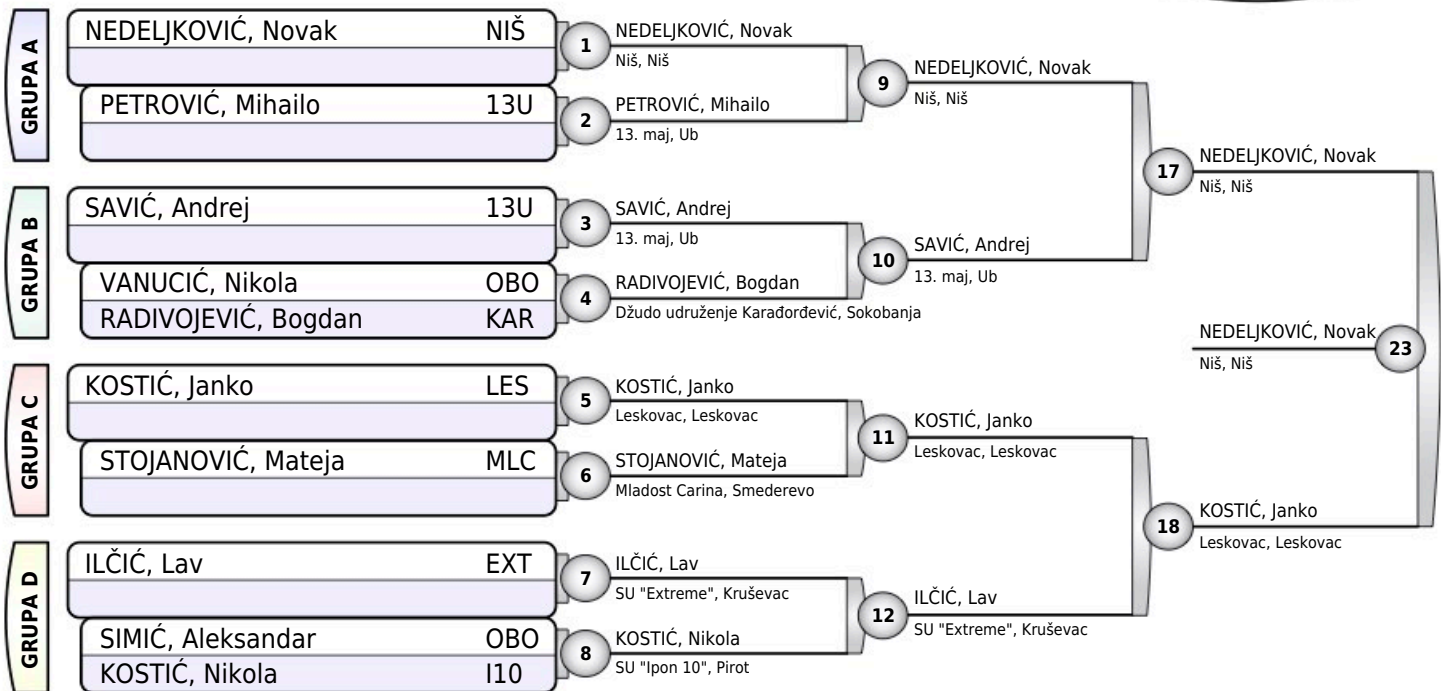 GRUPA A
NEDELJKOVIĆ, Novak NIŠ
PETROVIĆ, Mihailo 13U
GRUPA B
SAVIĆ, Andrej 13U
VANUCIĆ, Nikola OBO
RADIVOJEVIĆ, Bogdan KAR
GRUPA C
KOSTIĆ, Janko LES
STOJANOVIĆ, Mateja MLC
GRUPA D
ILČIĆ, Lav EXT
SIMIĆ, Aleksandar OBO
KOSTIĆ, Nikola I10
1
NEDELJKOVIĆ, Novak
Niš, Niš
2
PETROVIĆ, Mihailo
13. maj, Ub
3
SAVIĆ, Andrej
13. maj, Ub
4
RADIVOJEVIĆ, Bogdan
Džudo udruženje Karađorđević, Sokobanja
5
KOSTIĆ, Janko
Leskovac, Leskovac
6
STOJANOVIĆ, Mateja
Mladost Carina, Smederevo
7
ILČIĆ, Lav
SU "Extreme", Kruševac
8
KOSTIĆ, Nikola
SU "Ipon 10", Pirot
9
NEDELJKOVIĆ, Novak
Niš, Niš
10
SAVIĆ, Andrej
13. maj, Ub
11
KOSTIĆ, Janko
Leskovac, Leskovac
12
ILČIĆ, Lav
SU "Extreme", Kruševac
17
NEDELJKOVIĆ, Novak
Niš, Niš
18
KOSTIĆ, Janko
Leskovac, Leskovac
NEDELJKOVIĆ, Novak
Niš, Niš
23